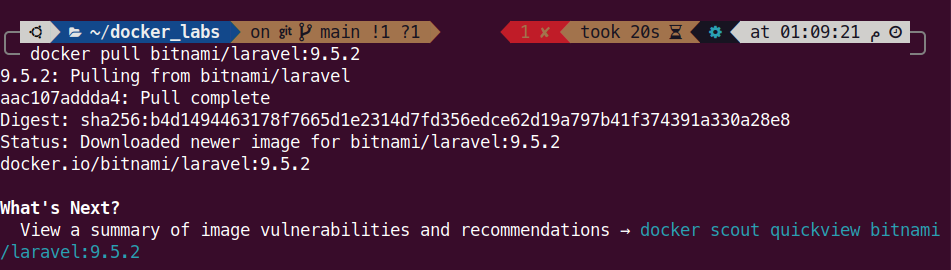 ~/docker_labs on git main !1 ?1 1 ✘ took 20s at 01:09:21 م
docker pull bitnami/laravel:9.5.2
9.5.2: Pulling from bitnami/laravel
aac107addda4: Pull complete
Digest: sha256:b4d1494463178f7665d1e2314d7fd356edce62d19a797b41f374391a330a28e8
Status: Downloaded newer image for bitnami/laravel:9.5.2
docker.io/bitnami/laravel:9.5.2
What's Next?
View a summary of image vulnerabilities and recommendations → docker scout quickview bitnami
/laravel:9.5.2